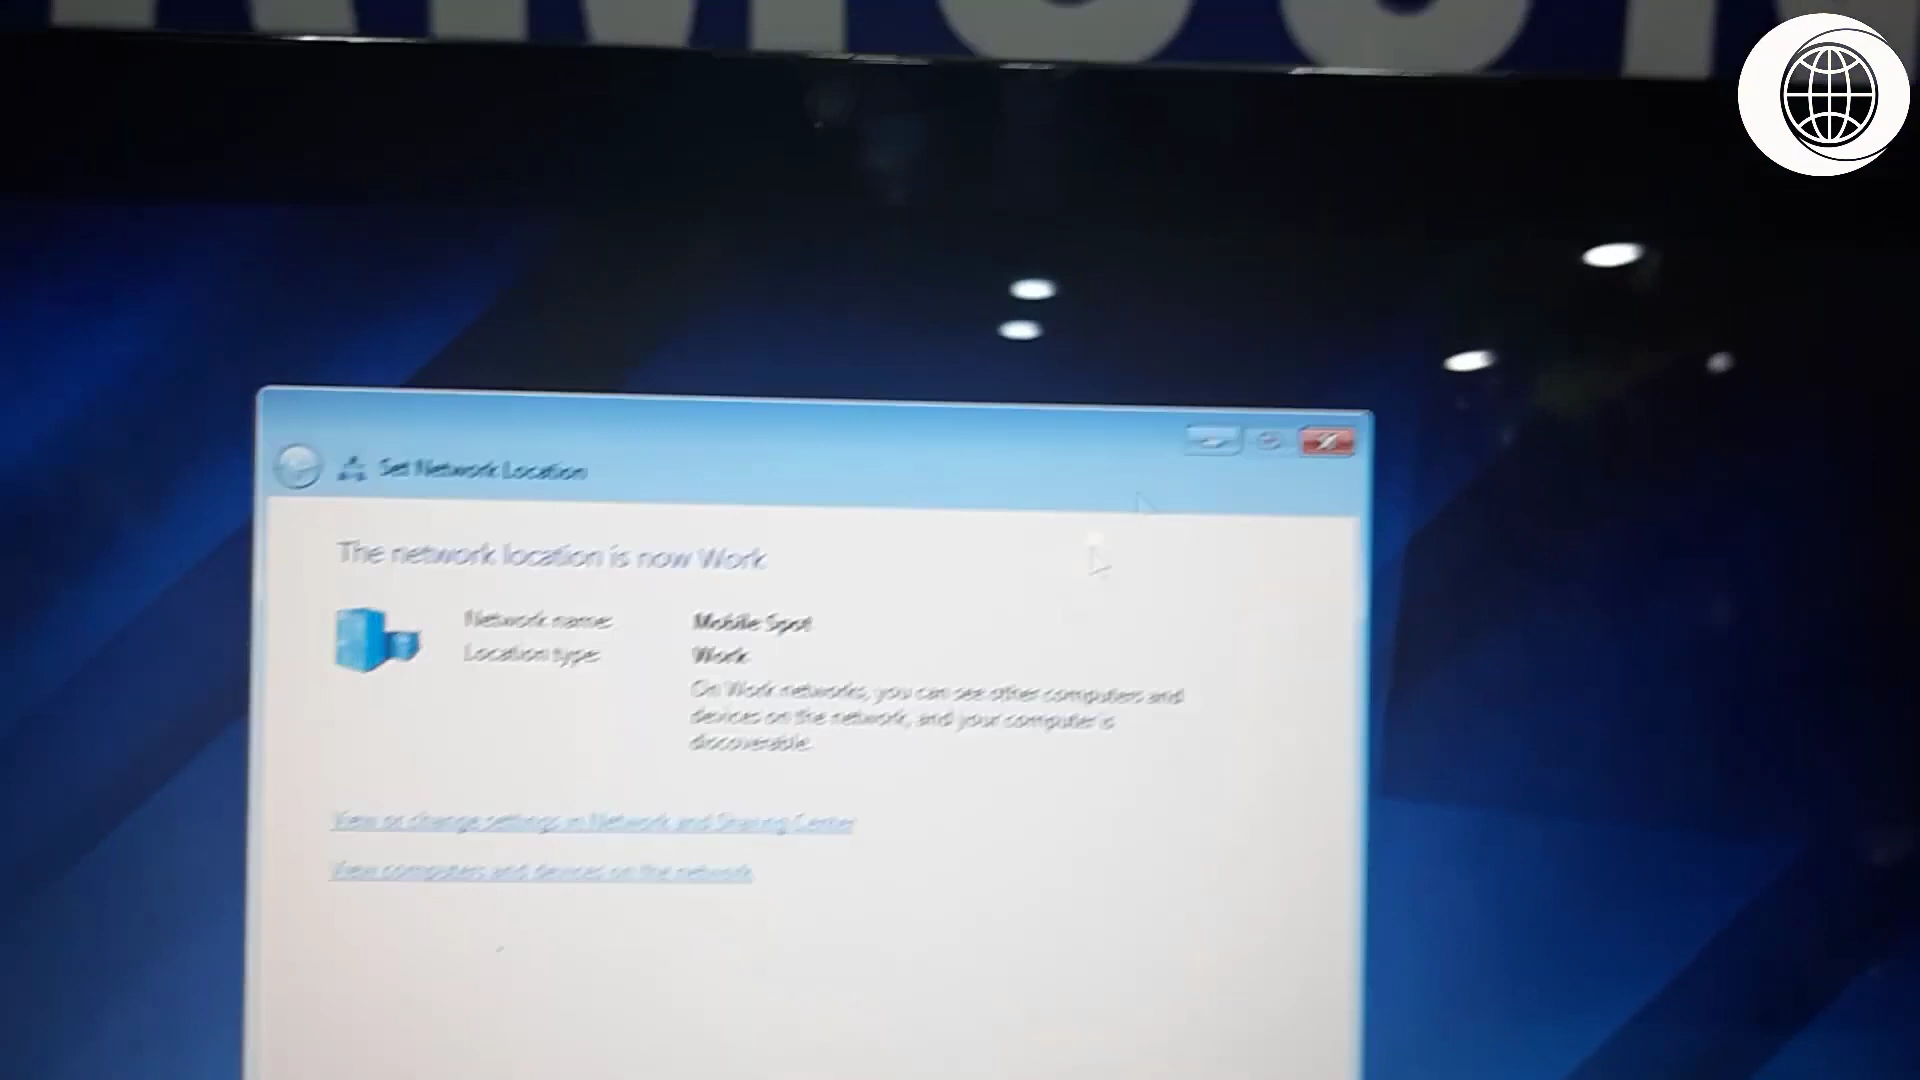 Set Network Location
The network location is now Work
Network name: Mobile Spot
Location type: Work
On Work networks, you can see other computers and
devices on the network, and your computer is
discoverable.
View or change settings in Network and Sharing Center
View computers and devices on the network